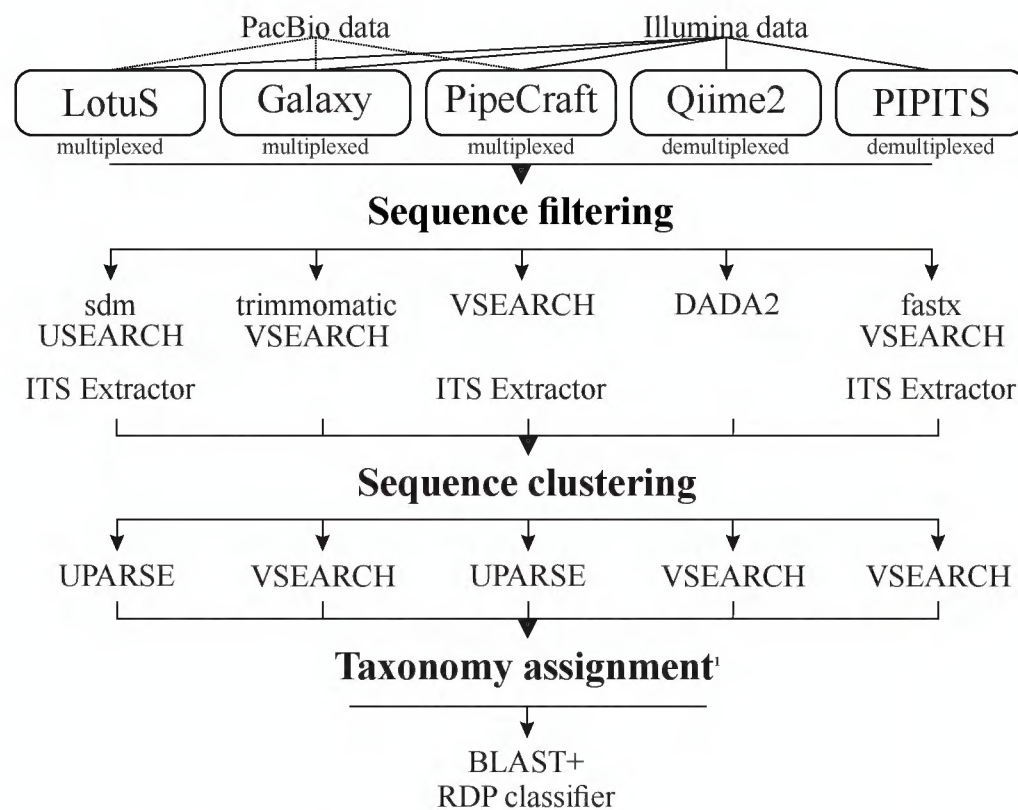 PacBio data Illumina data
LotuS Galaxy PipeCraft Qiime2 PIPITS
multiplexed multiplexed multiplexed demultiplexed demultiplexed
Sequence filtering
sdm trimmomatic VSEARCH DADA2 fastx
USEARCH VSEARCH VSEARCH
ITS Extractor ITS Extractor ITS Extractor
Sequence clustering
UPARSE VSEARCH UPARSE VSEARCH VSEARCH
Taxonomy assignment¹
BLAST+
RDP classifier